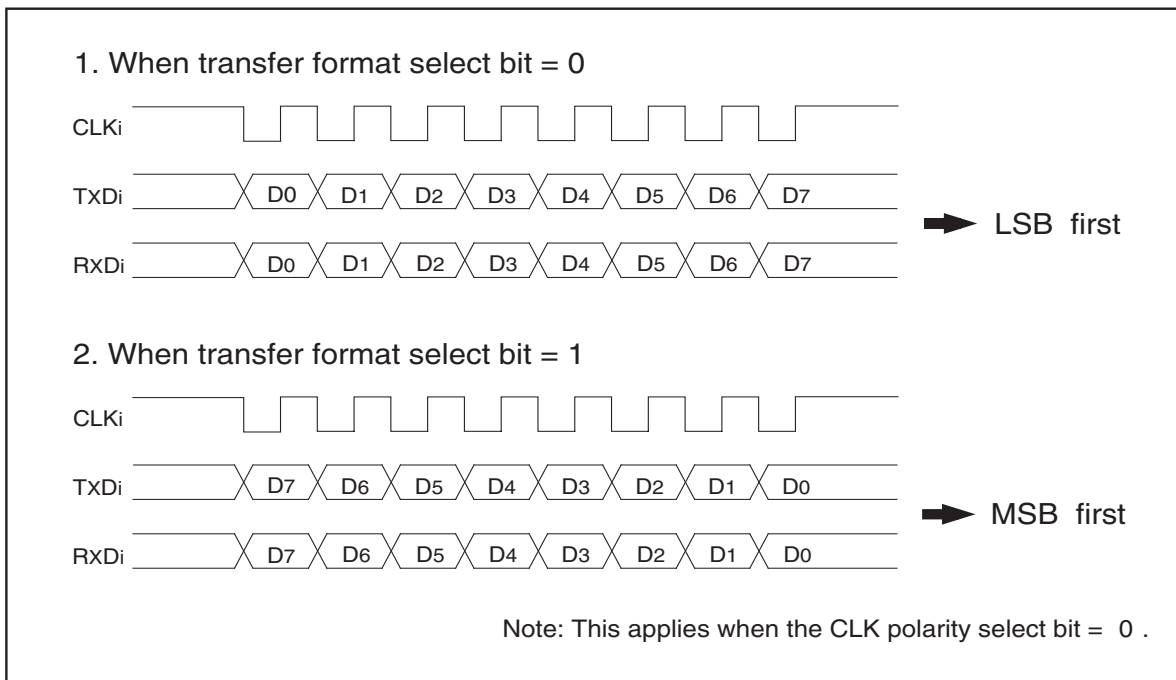 1. When transfer format select bit = 0
CLKi
TXDi D0 D1 D2 D3 D4 D5 D6 D7
LSB first
RXDi D0 D1 D2 D3 D4 D5 D6 D7
2. When transfer format select bit = 1
CLKi
TXDi D7 D6 D5 D4 D3 D2 D1 D0
MSB first
RXDi D7 D6 D5 D4 D3 D2 D1 D0
Note: This applies when the CLK polarity select bit = 0 .